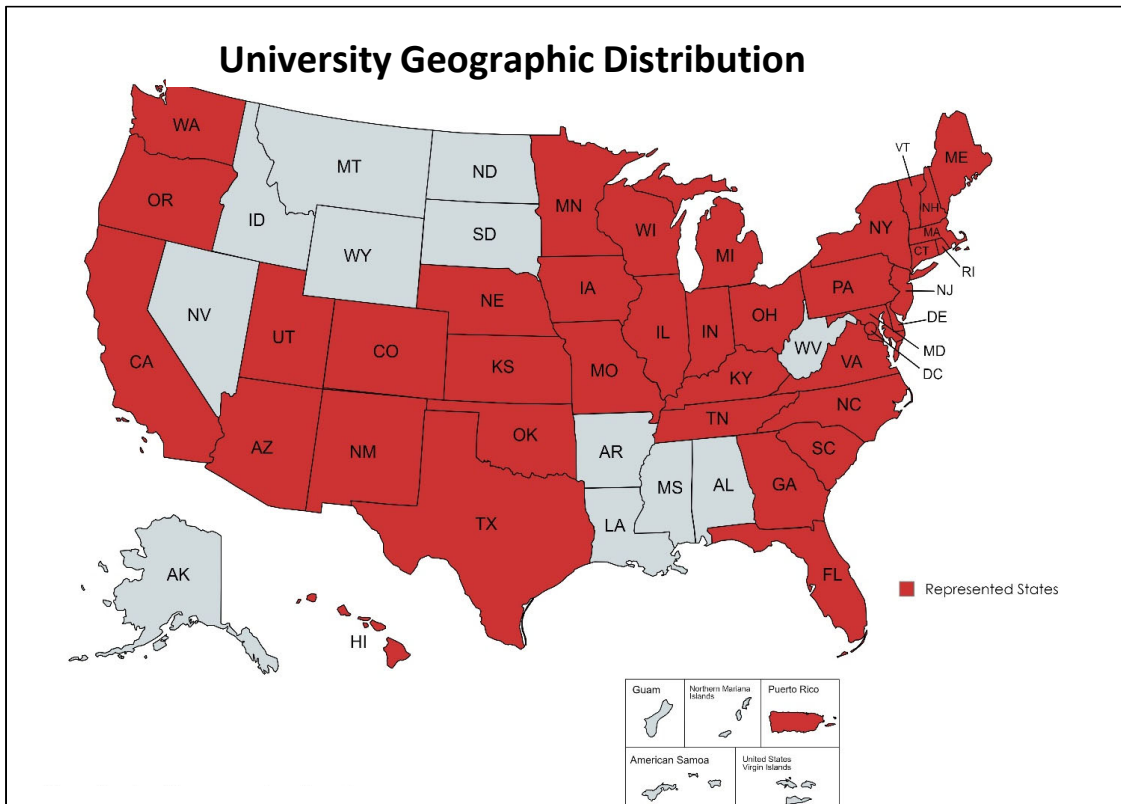 University Geographic Distribution
WA
MT
ND
MN
VT
ME
OR
ID
SD
WI
NY
NH
MA
WY
MI
CT
RI
NE
IA
PA
NJ
NV
UT
CO
IL
IN
OH
DE
CA
KS
MO
WV
MD
KY
VA
DC
AZ
NM
OK
TN
NC
AR
SC
MS
AL
GA
TX
LA
AK
FL
Represented States
HI
Guam
Northern Mariana
Islands
Puerto Rico
American Samoa
United States
Virgin Islands